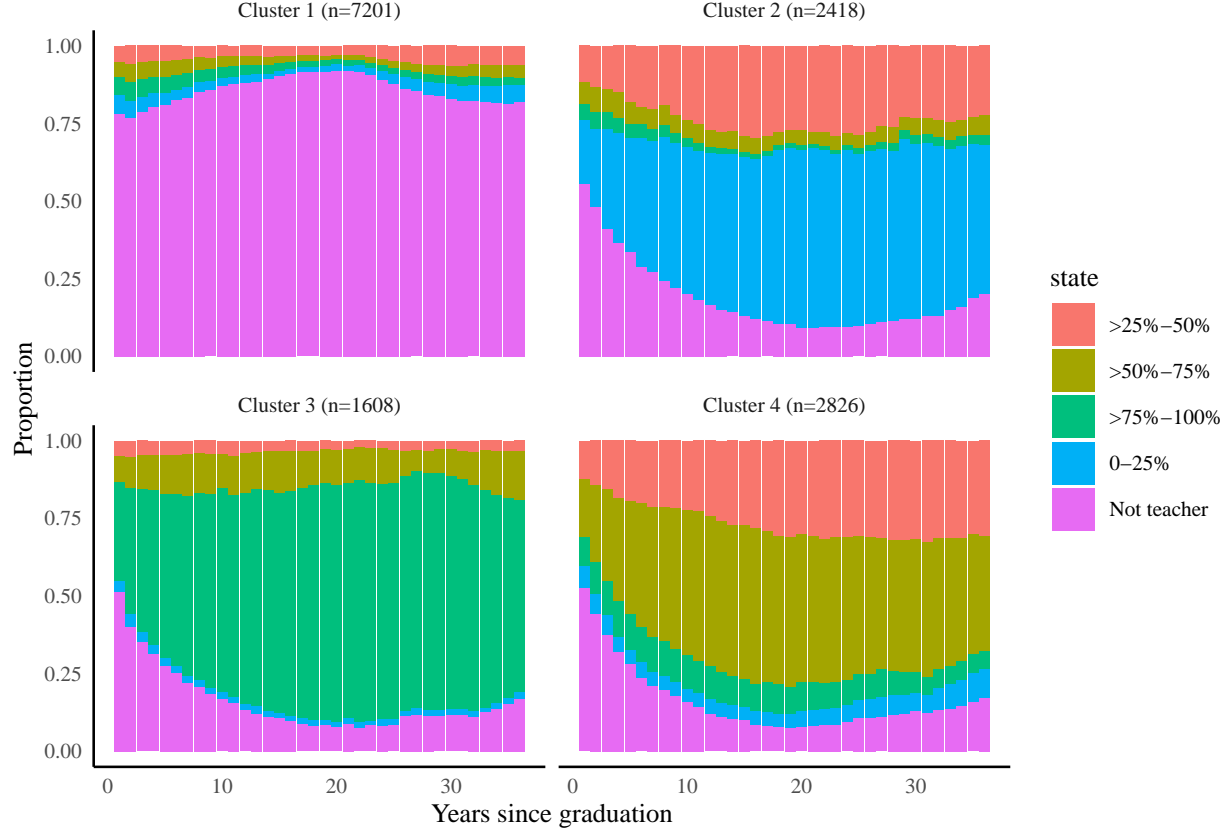 Cluster 1 (n=7201)
Cluster 2 (n=2418)
1.00
0.75
0.50
0.25
0.00
Cluster 3 (n=1608)
Cluster 4 (n=2826)
1.00
0.75
0.50
0.25
0.00
0
10
20
30
0
10
20
30
Years since graduation
Proportion
state
>25%−50%
>50%−75%
>75%−100%
0−25%
Not teacher